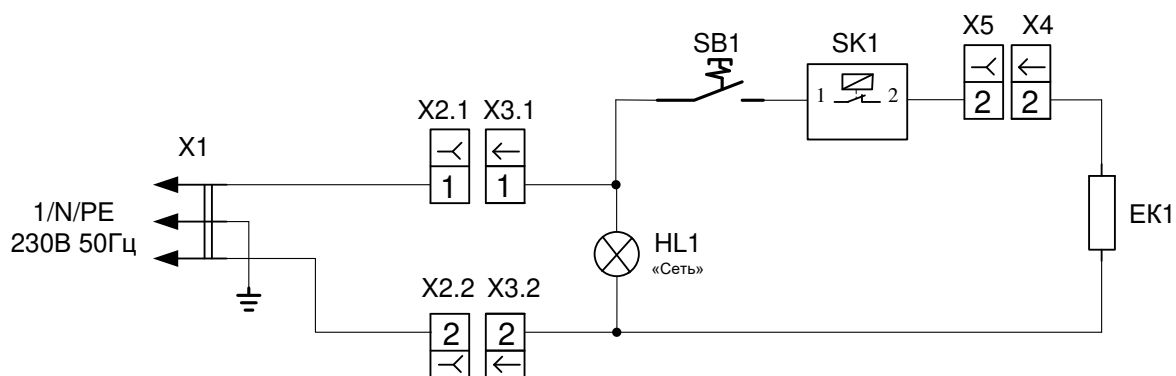 X5 X4
SB1 SK1
1 2
2 2
X2.1 X3.1
X1
1 1
1/N/PE
230В 50Гц
HL1
«Сеть»
ЕК1
X2.2 X3.2
2 2